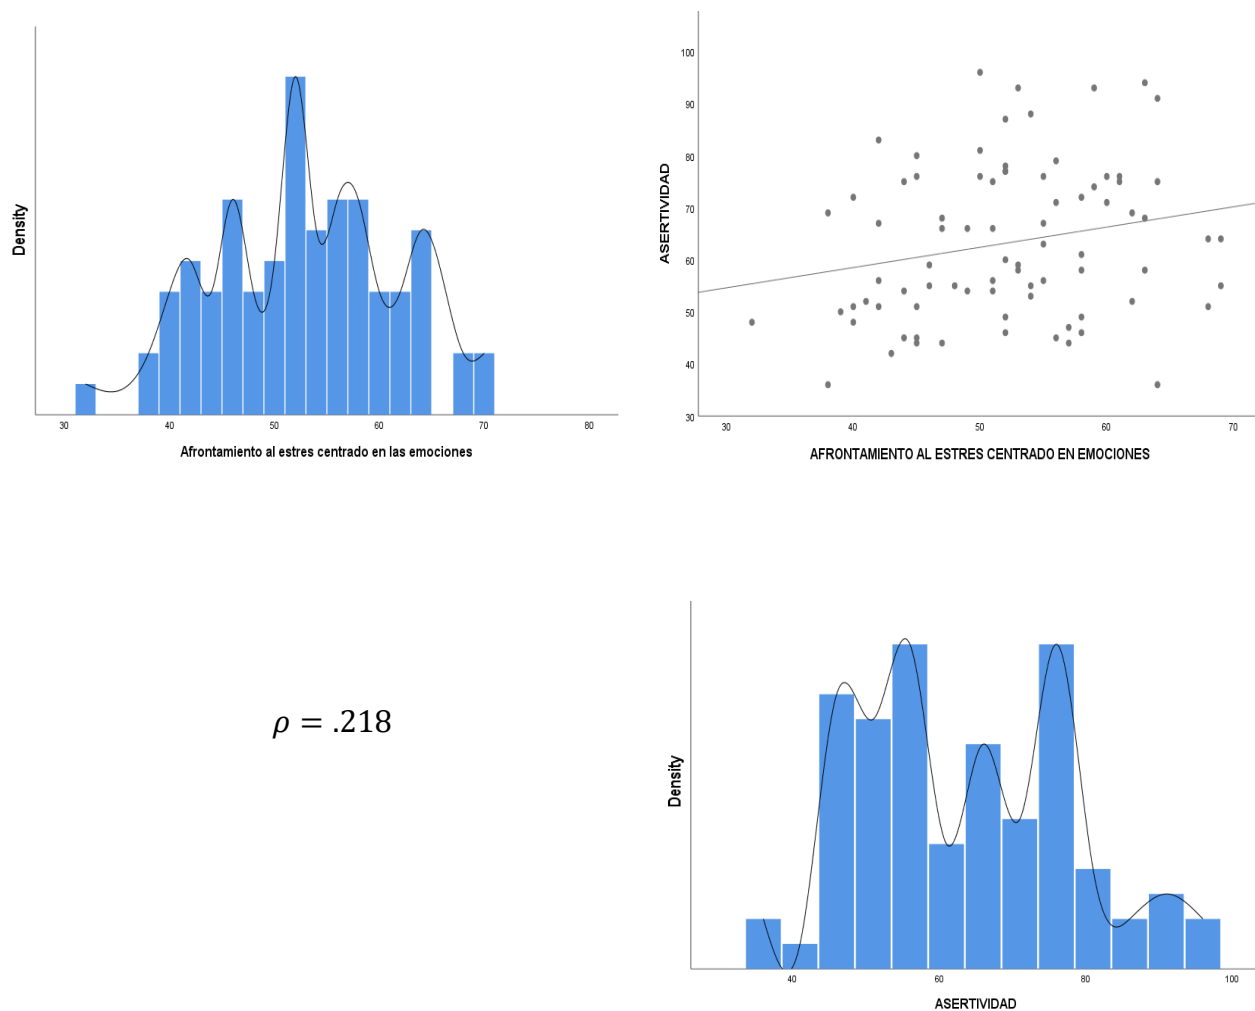 Density
30 40 50 60 70 80
Afrontamiento al estres centrado en las emociones
ASERTIVIDAD
100
90
80
70
60
50
40
30
30 40 50 60 70
AFRONTAMIENTO AL ESTRES CENTRADO EN EMOCIONES
ρ = .218
Density
40 60 80 100
ASERTIVIDAD